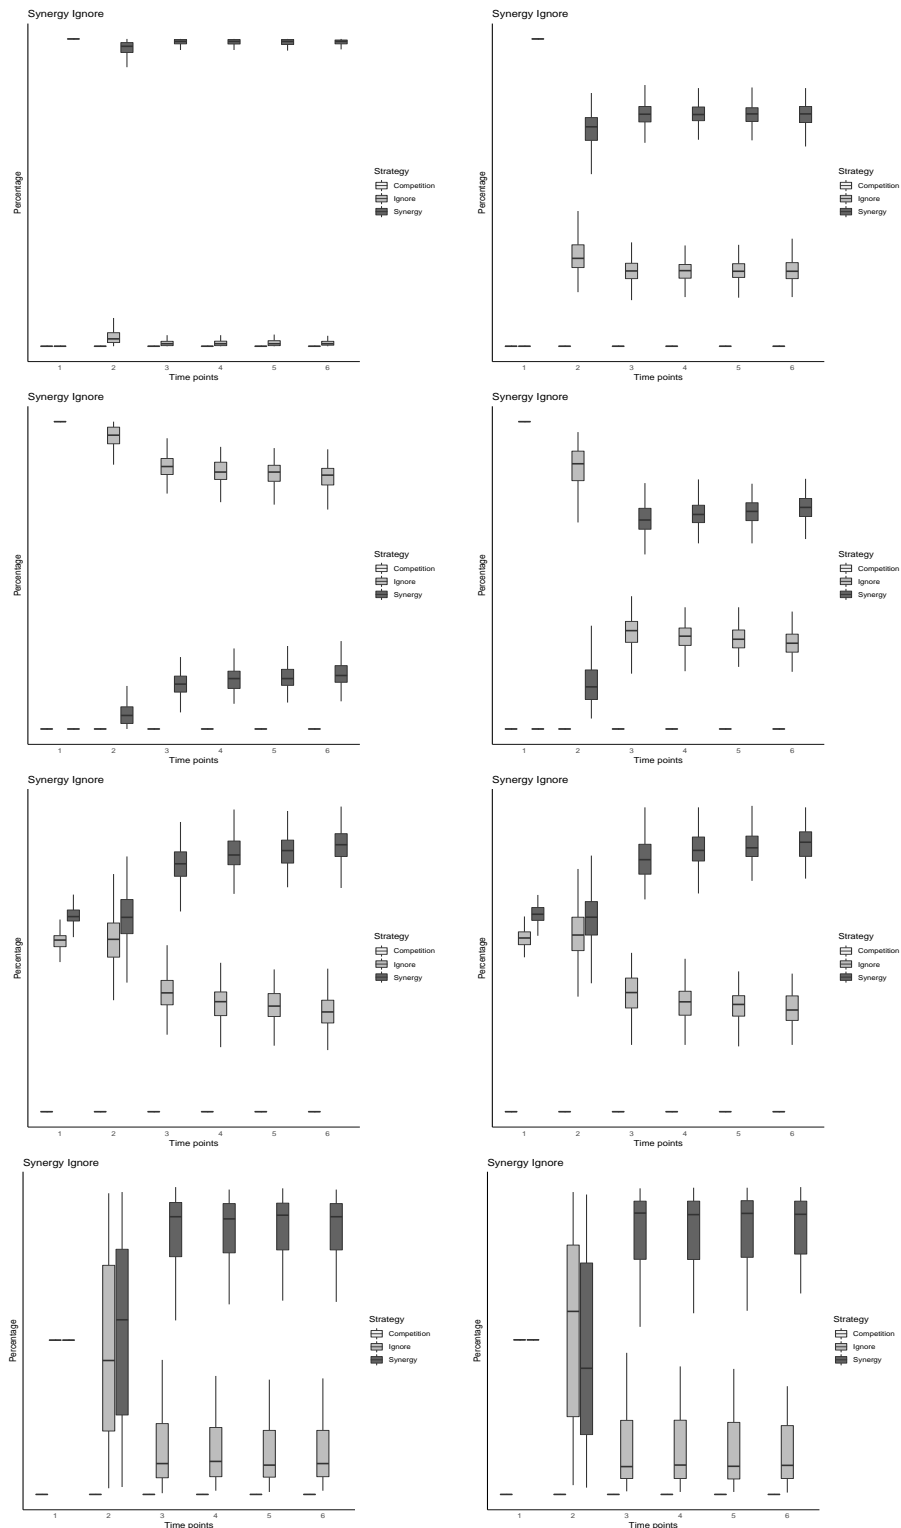 Synergy Ignore
Percentage
Strategy
Competition
Ignore
Synergy
1 2 3 4 5 6
Time points
Synergy Ignore
Percentage
Strategy
Competition
Ignore
Synergy
1 2 3 4 5 6
Time points
Synergy Ignore
Percentage
Strategy
Competition
Ignore
Synergy
1 2 3 4 5 6
Time points
Synergy Ignore
Percentage
Strategy
Competition
Ignore
Synergy
1 2 3 4 5 6
Time points
Synergy Ignore
Percentage
Strategy
Competition
Ignore
Synergy
1 2 3 4 5 6
Time points
Synergy Ignore
Percentage
Strategy
Competition
Ignore
Synergy
1 2 3 4 5 6
Time points
Synergy Ignore
Percentage
Strategy
Competition
Ignore
Synergy
1 2 3 4 5 6
Time points
Synergy Ignore
Percentage
Strategy
Competition
Ignore
Synergy
1 2 3 4 5 6
Time points